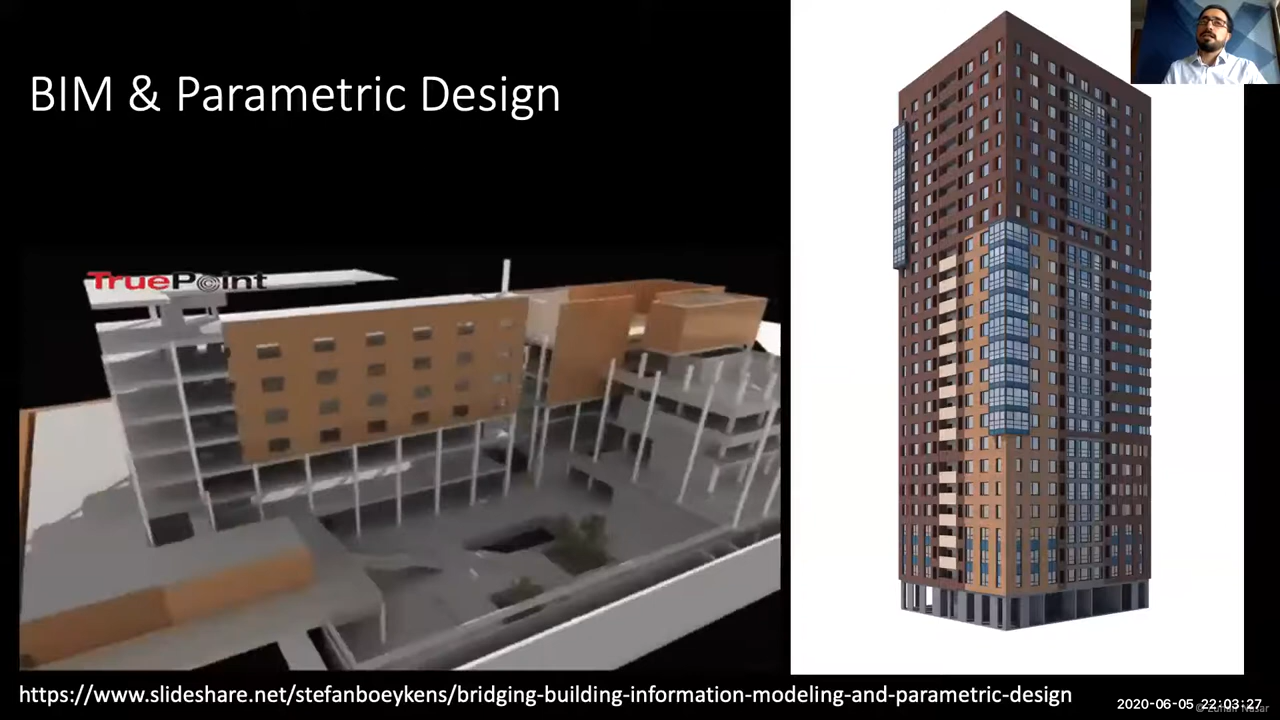 BIM & Parametric Design
TruePoint
https://www.slideshare.net/stefanboeykens/bridging-building-information-modeling-and-parametric-design
2020-06-05 22:03:27